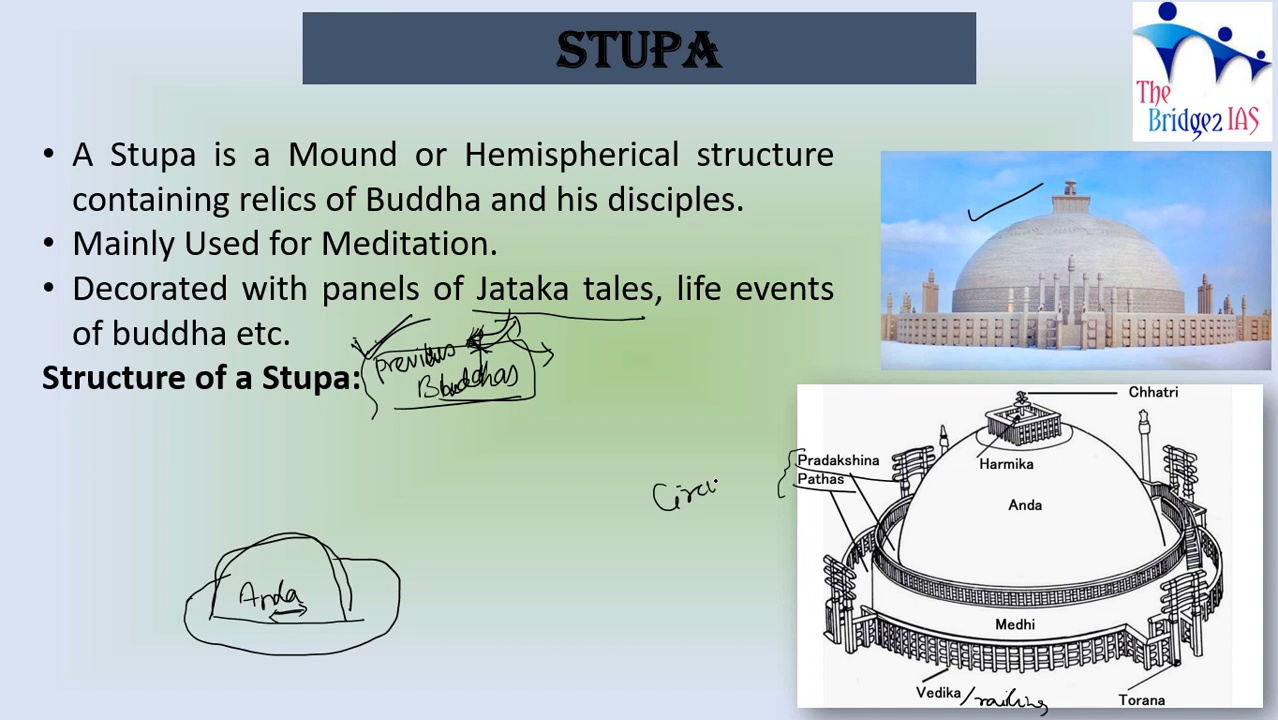 STUPA
The
Bridge2 IAS
• A Stupa is a Mound or Hemispherical structure
containing relics of Buddha and his disciples.
• Mainly Used for Meditation.
• Decorated with panels of Jataka tales, life events
of buddha etc.
previous
Buddhas
Structure of a Stupa:
Chhatri
Harmika
Pradakshina
Pathas
Anda
Circu
Anda
Medhi
Vedika/railing
Torana